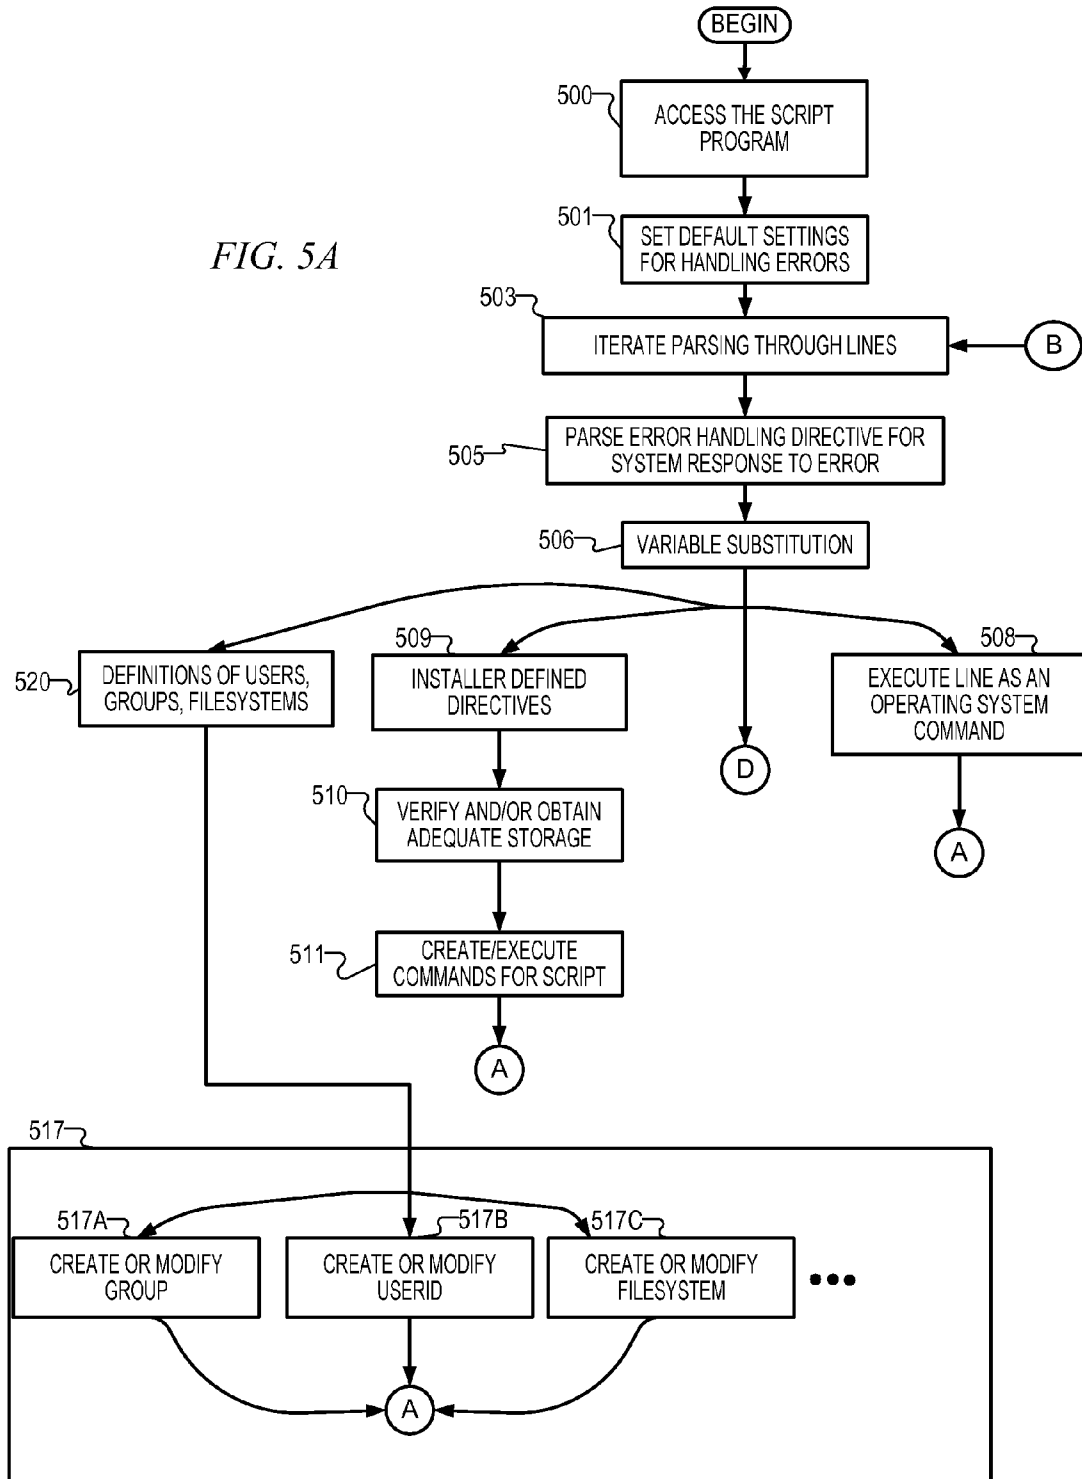 BEGIN
500
ACCESS THE SCRIPT
PROGRAM
501
SET DEFAULT SETTINGS
FOR HANDLING ERRORS
FIG. 5A
503
ITERATE PARSING THROUGH LINES
B
505
PARSE ERROR HANDLING DIRECTIVE FOR
SYSTEM RESPONSE TO ERROR
506
VARIABLE SUBSTITUTION
520
DEFINITIONS OF USERS,
GROUPS, FILESYSTEMS
509
INSTALLER DEFINED
DIRECTIVES
508
EXECUTE LINE AS AN
OPERATING SYSTEM
COMMAND
D
510
VERIFY AND/OR OBTAIN
ADEQUATE STORAGE
A
511
CREATE/EXECUTE
COMMANDS FOR SCRIPT
A
517
517A
CREATE OR MODIFY
GROUP
517B
CREATE OR MODIFY
USERID
517C
CREATE OR MODIFY
FILESYSTEM
A